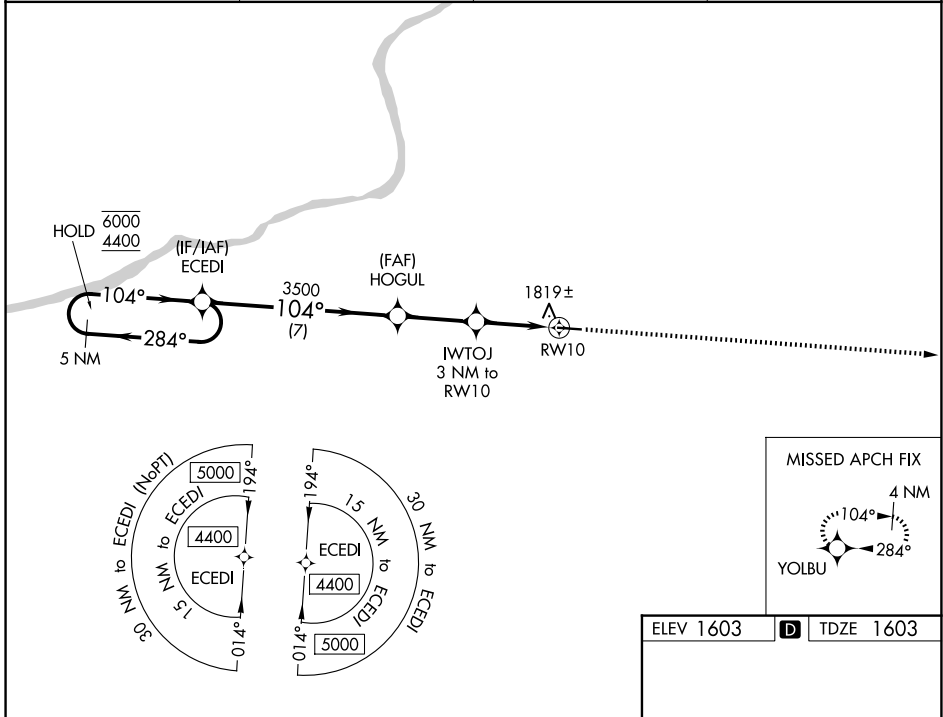 HOLD
6000
4400
(IF/IAF)
ECEDI
104°
284°
5 NM
3500
104°
(7)
(FAF)
HOGUL
IWTOJ
3 NM to
RW10
1819±
RW10
30 NM to ECEDI (NoPT)
5000
194°
15 NM to ECEDI
4400
ECEDI
014°
194°
30 NM to ECEDI
15 NM to ECEDI
ECEDI
4400
014°
5000
MISSED APCH FIX
4 NM
104°
284°
YOLBU
ELEV 1603 D TDZE 1603